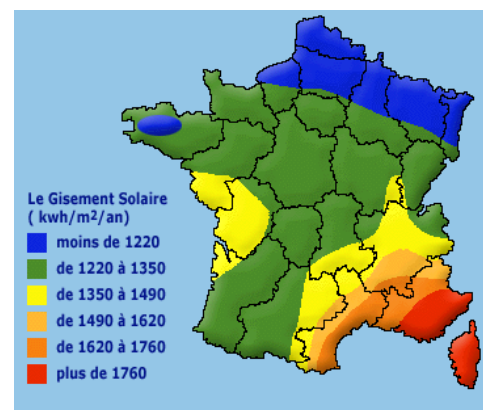 Le Gisement Solaire
( kwh/m²/an)
moins de 1220
de 1220 à 1350
de 1350 à 1490
de 1490 à 1620
de 1620 à 1760
plus de 1760